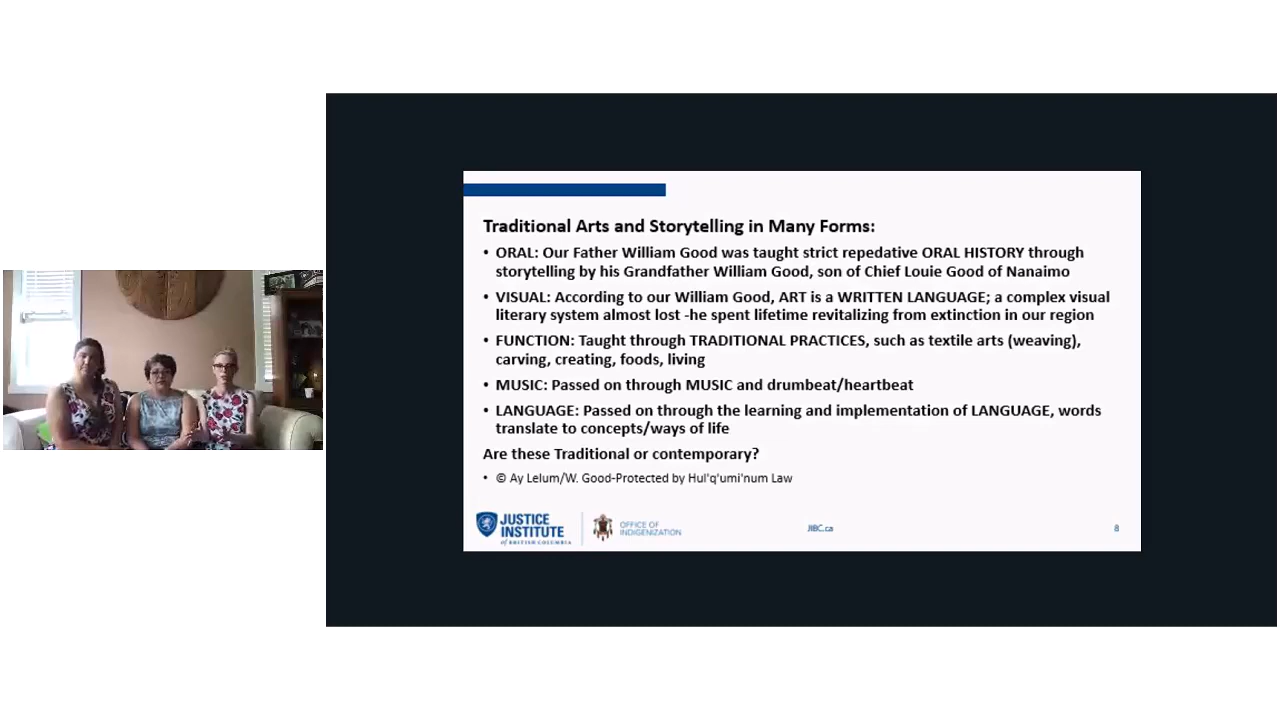 Traditional Arts and Storytelling in Many Forms:
• ORAL: Our Father William Good was taught strict repedative ORAL HISTORY through
storytelling by his Grandfather William Good, son of Chief Louie Good of Nanaimo
• VISUAL: According to our William Good, ART is a WRITTEN LANGUAGE; a complex visual
literary system almost lost -he spent lifetime revitalizing from extinction in our region
• FUNCTION: Taught through TRADITIONAL PRACTICES, such as textile arts (weaving),
carving, creating, foods, living
• MUSIC: Passed on through MUSIC and drumbeat/heartbeat
• LANGUAGE: Passed on through the learning and implementation of LANGUAGE, words
translate to concepts/ways of life
Are these Traditional or contemporary?
• © Ay Lelum/W. Good-Protected by Hul'q'umi'num Law
JUSTICE
INSTITUTE
of BRITISH COLUMBIA
OFFICE OF
INDIGENIZATION
JIBC.ca
8